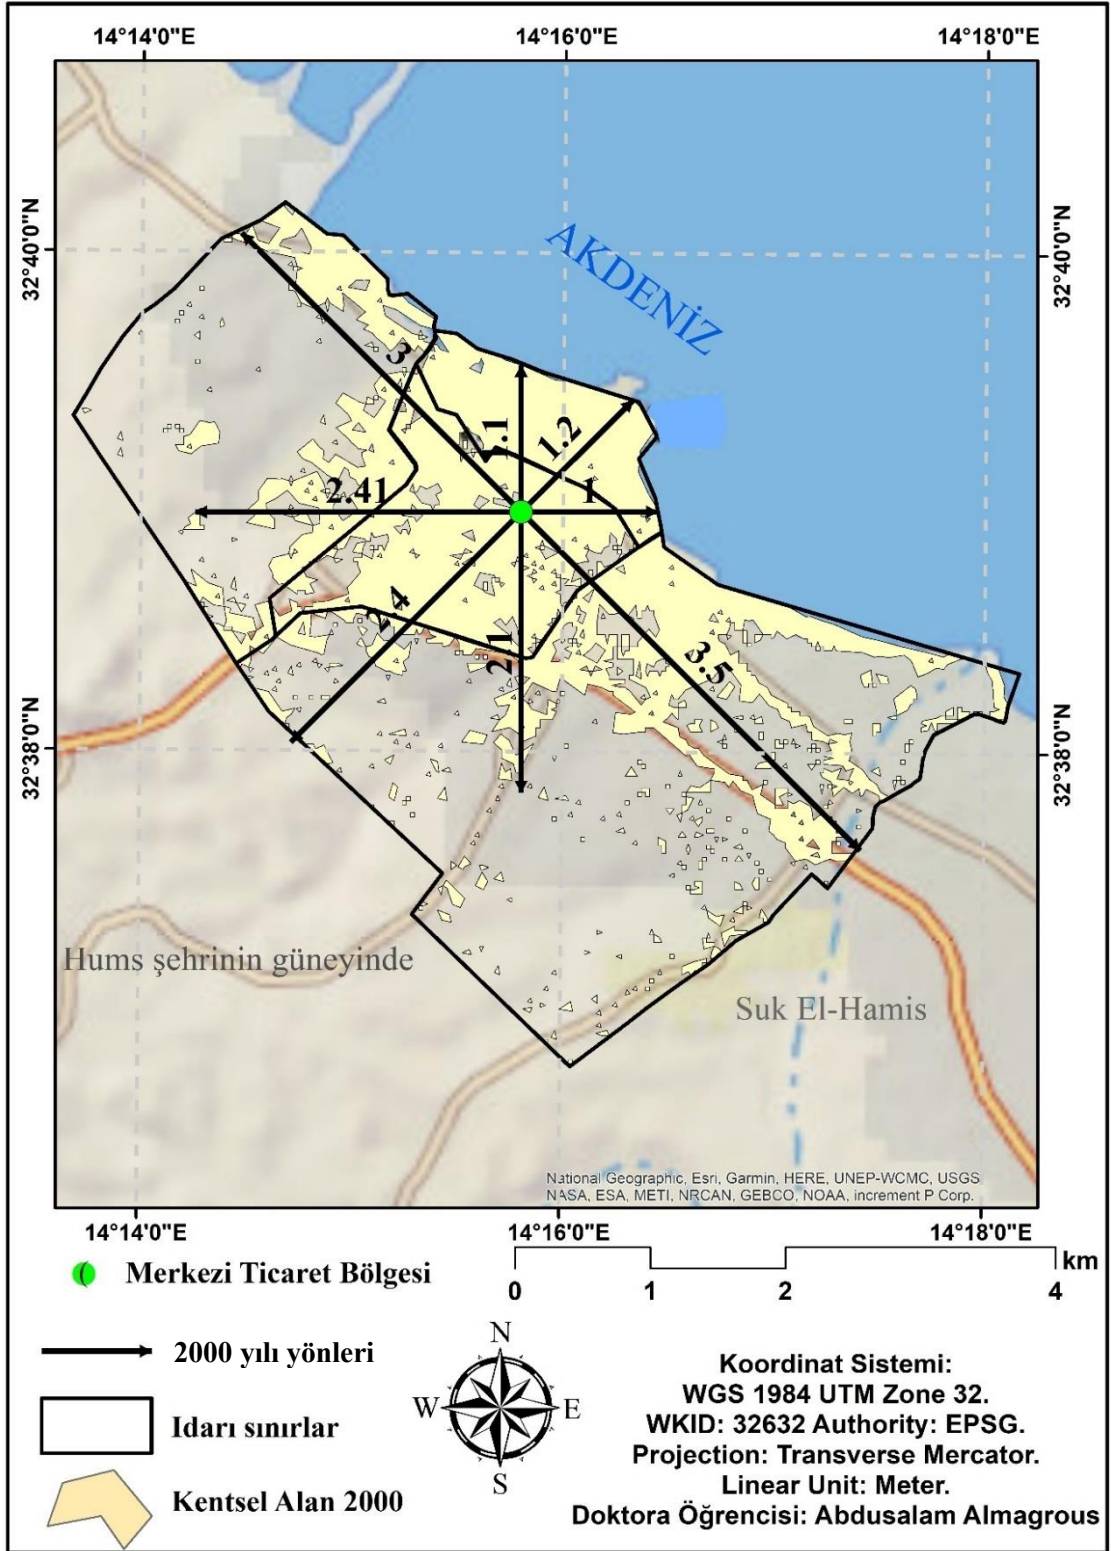 14°14'0"E
14°16'0"E
14°18'0"E
32°40'0"N
32°40'0"N
AKDENİZ
3
1.1
1.2
2.41
1
2.4
2.1
3.5
32°38'0"N
32°38'0"N
Hums şehrinin güneyinde
Suk El-Hamis
National Geographic, Esri, Garmin, HERE, UNEP-WCMC, USGS
NASA, ESA, METI, NRCAN, GEBCO, NOAA, increment P Corp.
14°14'0"E
14°16'0"E
14°18'0"E
Merkezi Ticaret Bölgesi
km
0
1
2
4
2000 yılı yönleri
N
W
E
S
Idarı sınırlar
Kentsel Alan 2000
Koordinat Sistemi:
WGS 1984 UTM Zone 32.
WKID: 32632 Authority: EPSG.
Projection: Transverse Mercator.
Linear Unit: Meter.
Doktora Öğrencisi: Abdusalam Almagrous